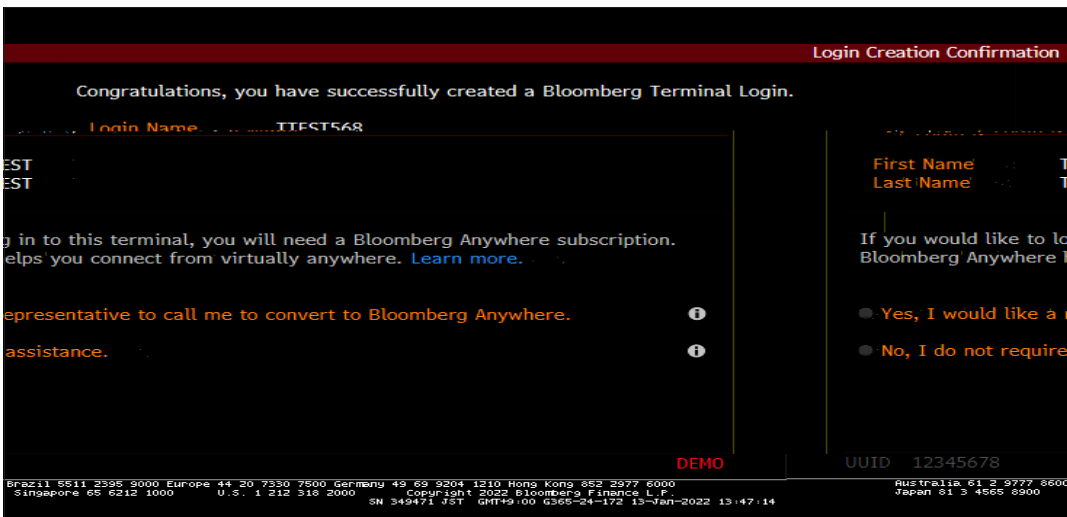 Login Creation Confirmation
Congratulations, you have successfully created a Bloomberg Terminal Login.
Login Name TTEST568
EST
EST
g in to this terminal, you will need a Bloomberg Anywhere subscription.
elps you connect from virtually anywhere. Learn more.
epresentative to call me to convert to Bloomberg Anywhere.
assistance.
DEMO
First Name T
Last Name T
If you would like to lo
Bloomberg Anywhere h
Yes, I would like a r
No, I do not require
UUID 12345678
Brazil 5511 2395 9000 Europe 44 20 7330 7500 Germany 49 69 9204 1210 Hong Kong 852 2977 6000
Singapore 65 6212 1000 U.S. 1 212 318 2000 Copyright 2022 Bloomberg Finance L.P.
SN 349471 JST GMT+9:00 G365-24-172 13-Jan-2022 13:47:14
Australia 61 2 9777 8600
Japan 81 3 4565 8900